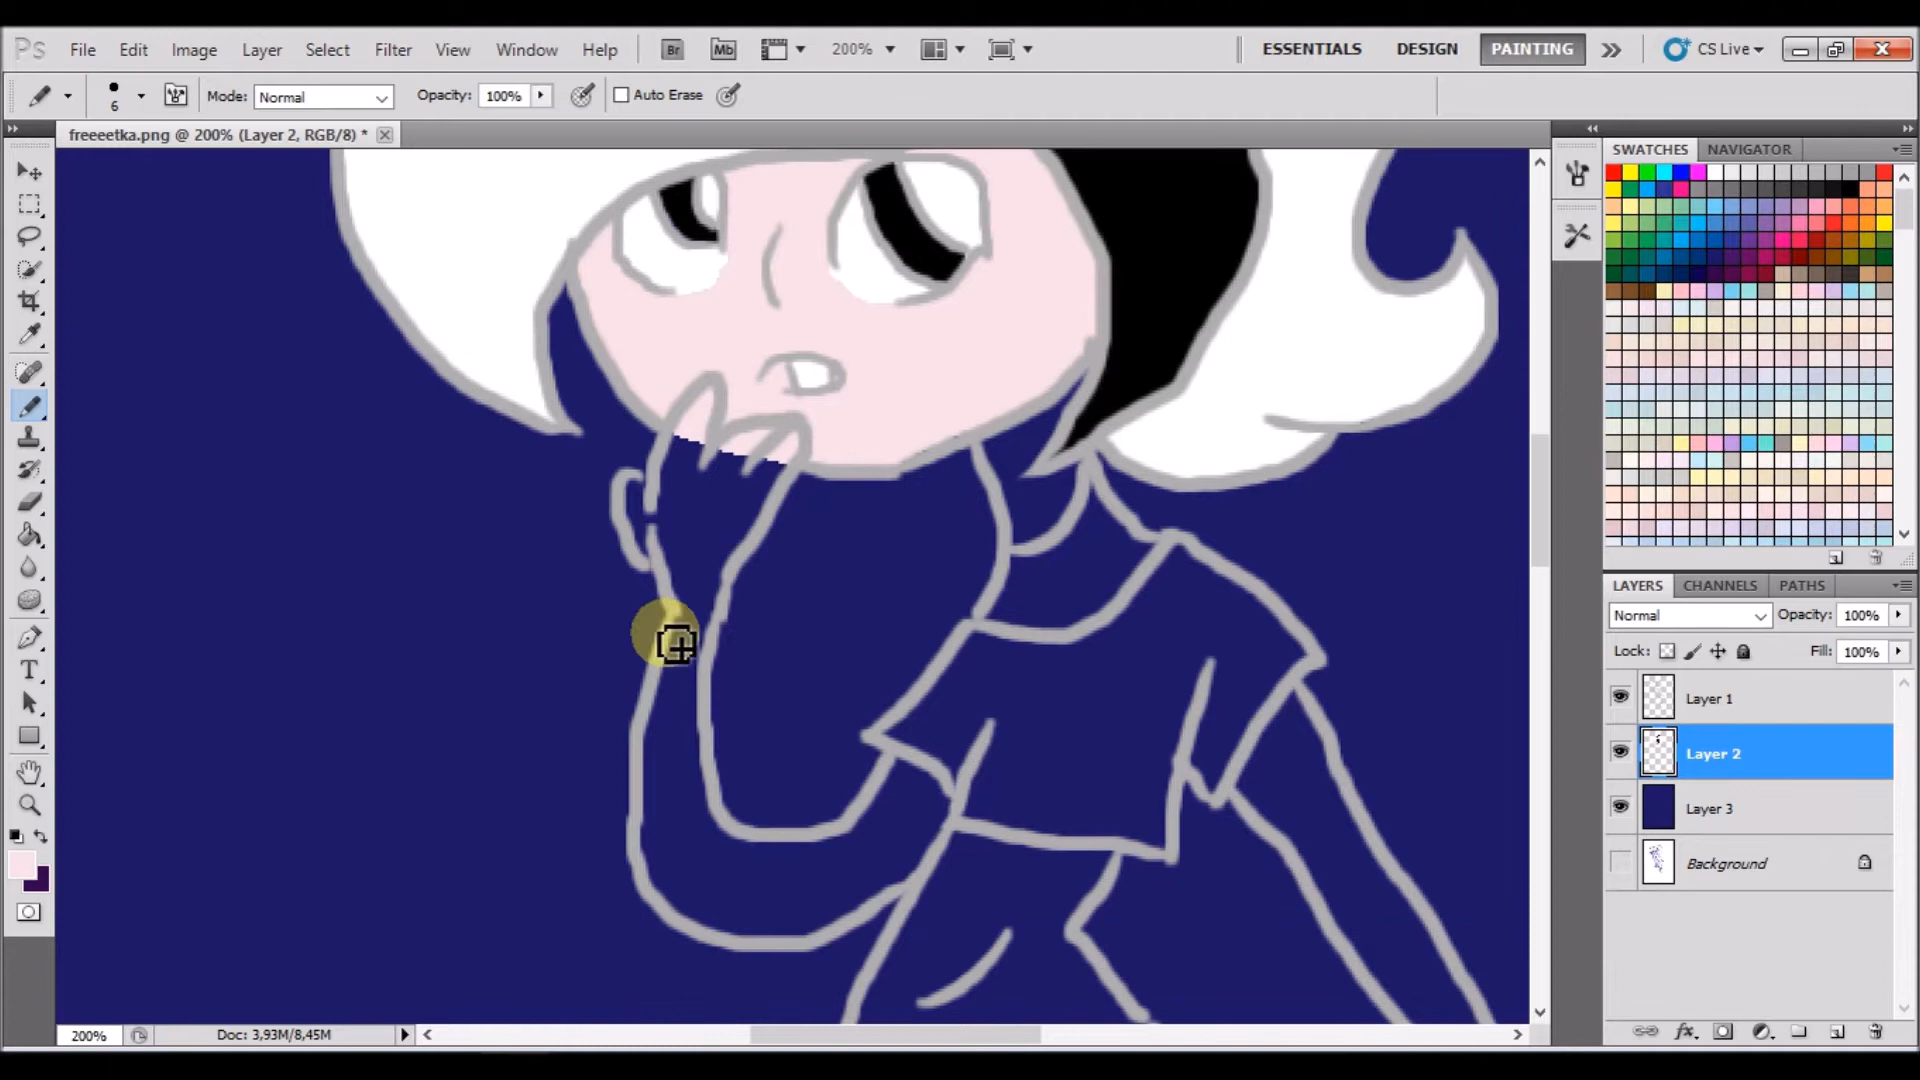 Ps File Edit Image Layer Select Filter View Window Help Br Mb 200% ESSENTIALS DESIGN PAINTING CS Live
6 Mode: Normal Opacity: 100% Auto Erase
freeeetka.png @ 200% (Layer 2, RGB/8) *
SWATCHES NAVIGATOR
LAYERS CHANNELS PATHS
Normal Opacity: 100%
Lock: Fill: 100%
Layer 1
Layer 2
Layer 3
Background
fx
T
200% Doc: 3,93M/8,45M